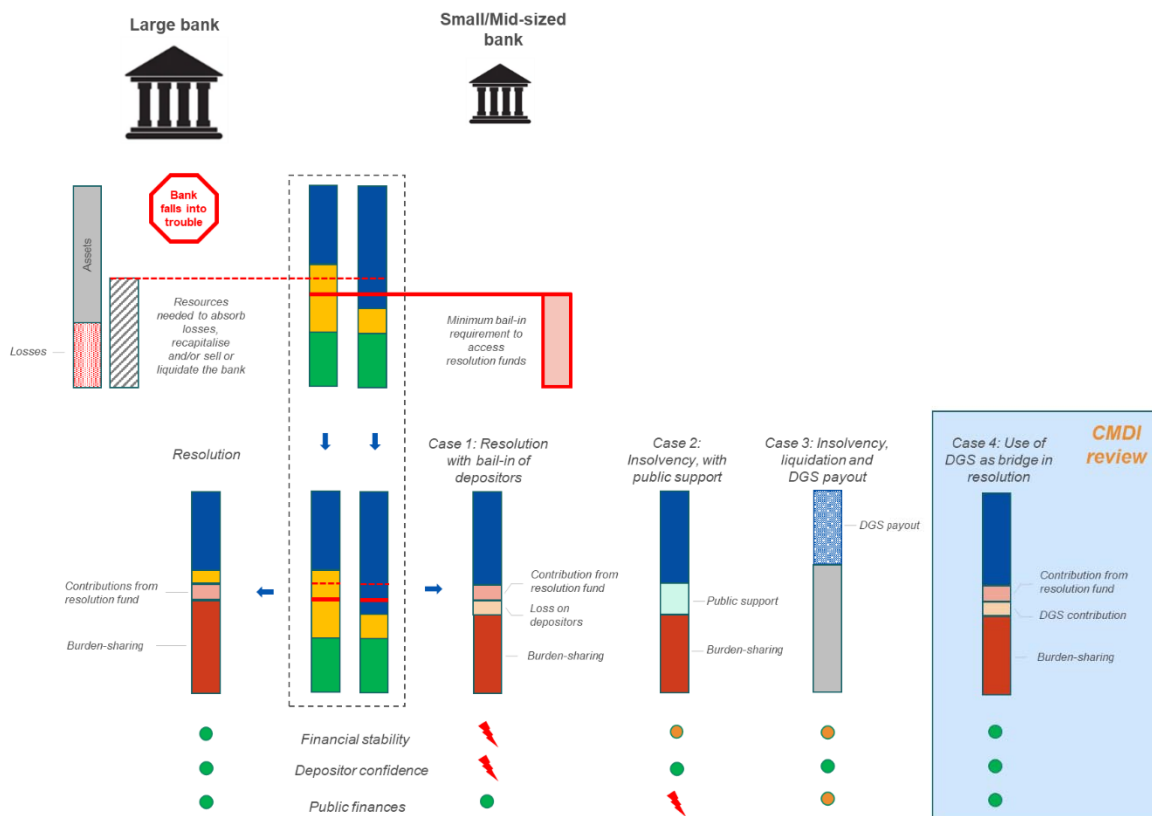 Large bank
Small/Mid-sized
bank
Bank
falls into
trouble
Assets
Losses
Resources
needed to absorb
losses,
recapitalise
and/or sell or
liquidate the bank
Minimum bail-in
requirement to
access
resolution funds
Resolution
Case 1: Resolution
with bail-in of
depositors
Case 2:
Insolvency, with
public support
Case 3: Insolvency,
liquidation and
DGS payout
Case 4: Use of
DGS as bridge in
resolution
CMDI
review
Contributions from
resolution fund
Burden-sharing
Contribution from
resolution fund
Loss on
depositors
Burden-sharing
Public support
Burden-sharing
DGS payout
Contribution from
resolution fund
DGS contribution
Burden-sharing
Financial stability
Depositor confidence
Public finances